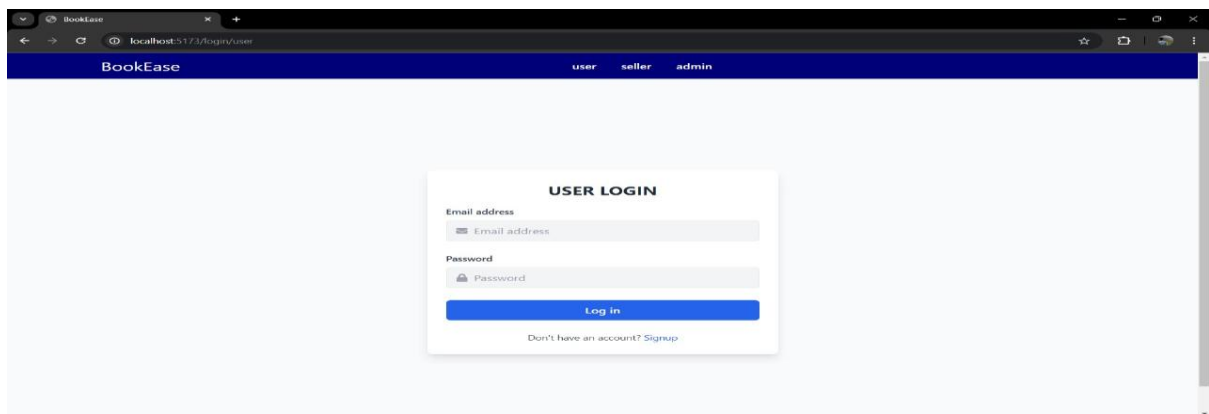 BookEase
localhost:5173/login/user
BookEase user seller admin
USER LOGIN
Email address
Email address
Password
Password
Log in
Don't have an account? Signup